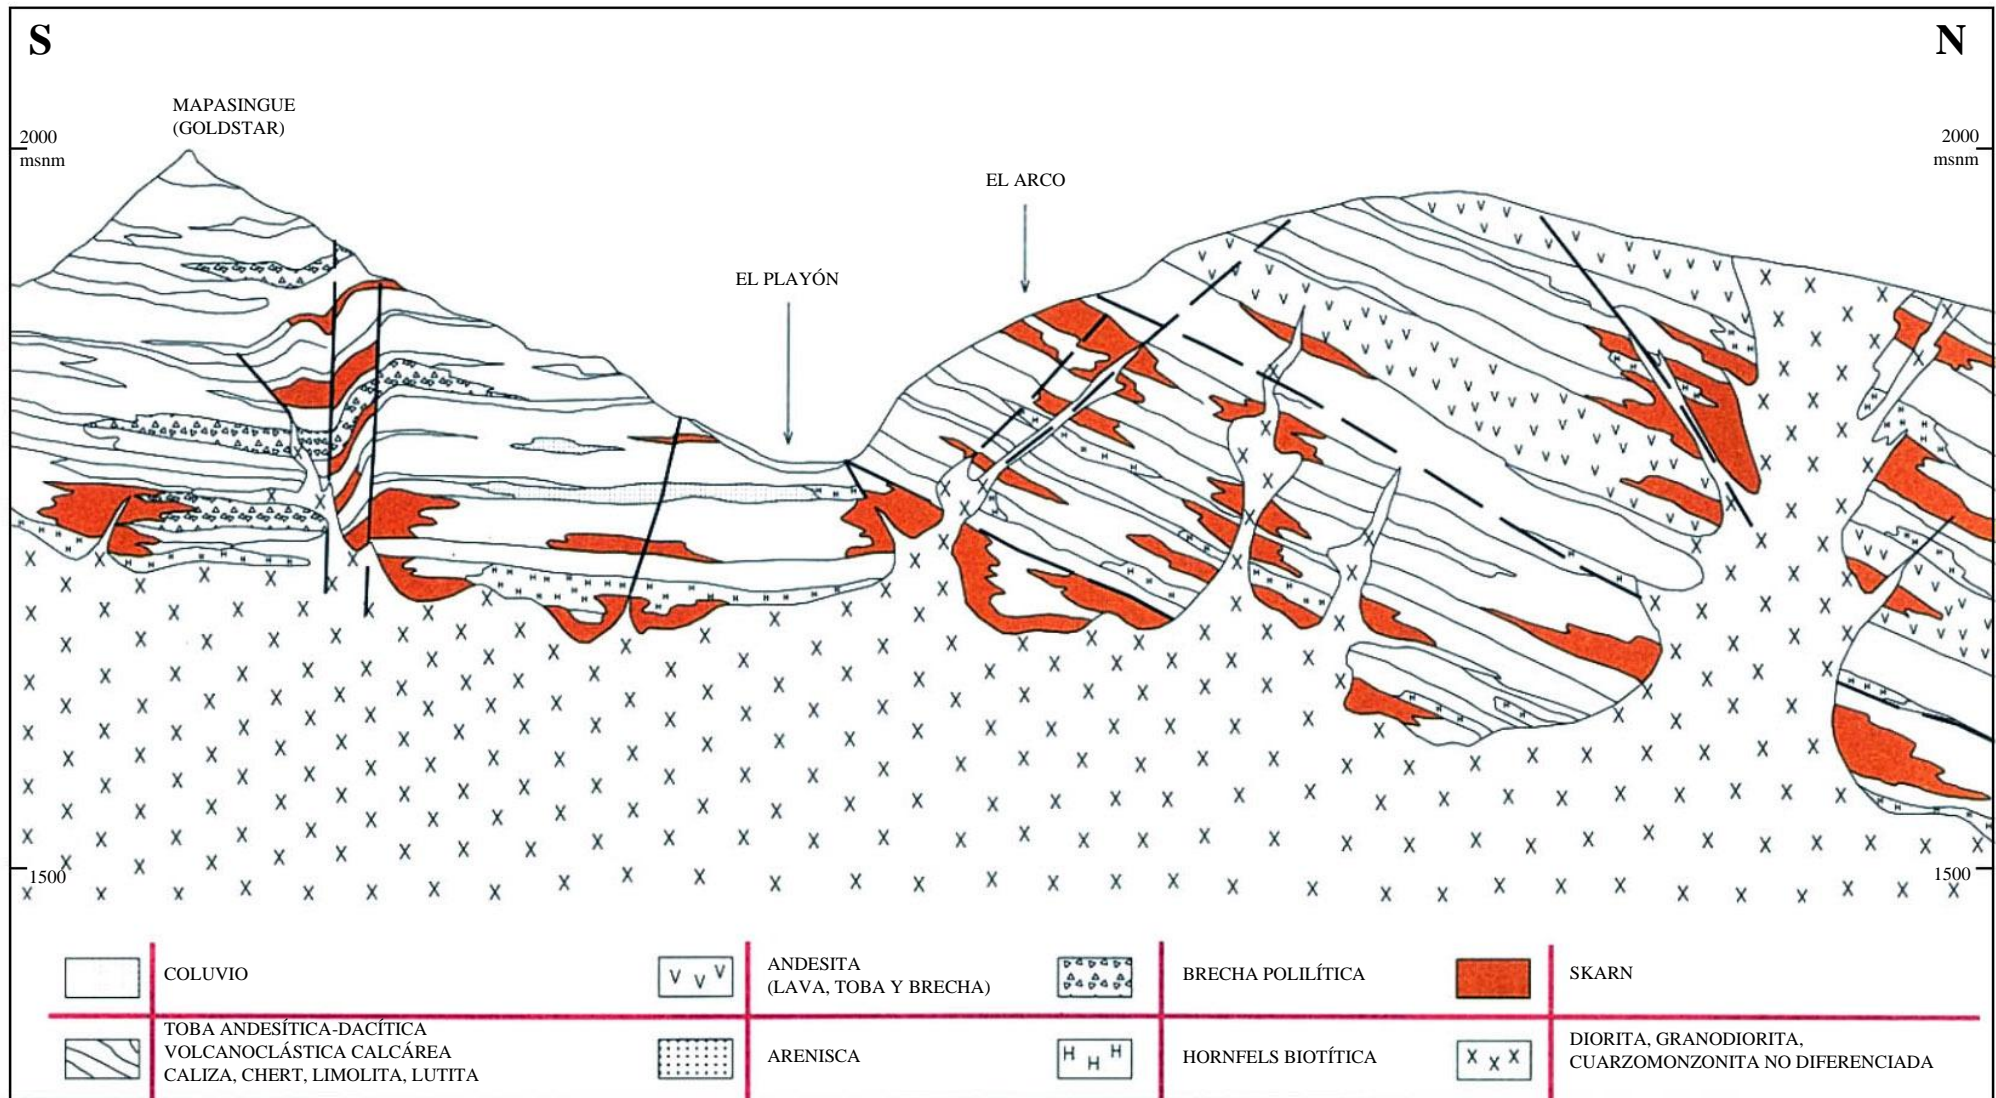 S
N
MAPASINGUE
(GOLDSTAR)
2000
msnm
2000
msnm
EL ARCO
EL PLAYÓN
1500
1500
COLUVIO
ANDESITA
(LAVA, TOBA Y BRECHA)
BRECHA POLILÍTICA
SKARN
TOBA ANDESÍTICA-DACÍTICA
VOLCANOCLÁSTICA CALCÁREA
CALIZA, CHERT, LIMOLITA, LUTITA
ARENISCA
HORNFELS BIOTÍTICA
DIORITA, GRANODIORITA,
CUARZOMONZONITA NO DIFERENCIADA